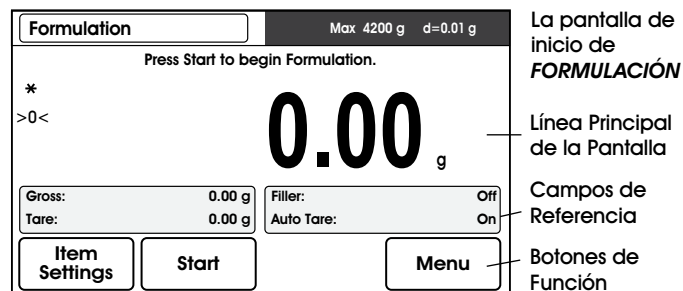 Formulation
Max 4200 g d=0.01 g
Press Start to begin Formulation.
*
>0<
0.00 g
Gross: 0.00 g
Tare: 0.00 g
Filler: Off
Auto Tare: On
Item
Settings
Start
Menu
La pantalla de
inicio de
FORMULACIÓN
Línea Principal
de la Pantalla
Campos de
Referencia
Botones de
Función